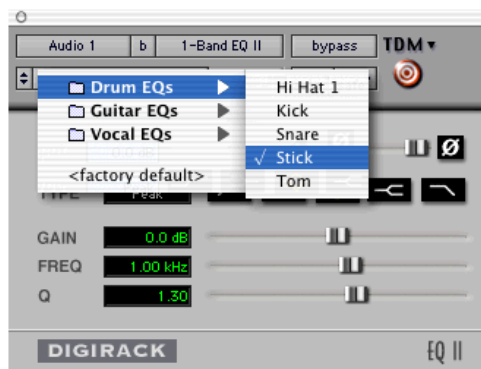 Audio 1 b 1-Band EQ II bypass TDM
Drum EQs
Guitar EQs
Vocal EQs
<factory default>
Hi Hat 1
Kick
Snare
✓ Stick
Tom
TYPE Peak
GAIN 0.0 dB
FREQ 1.00 kHz
Q 1.30
DIGIRACK EQ II